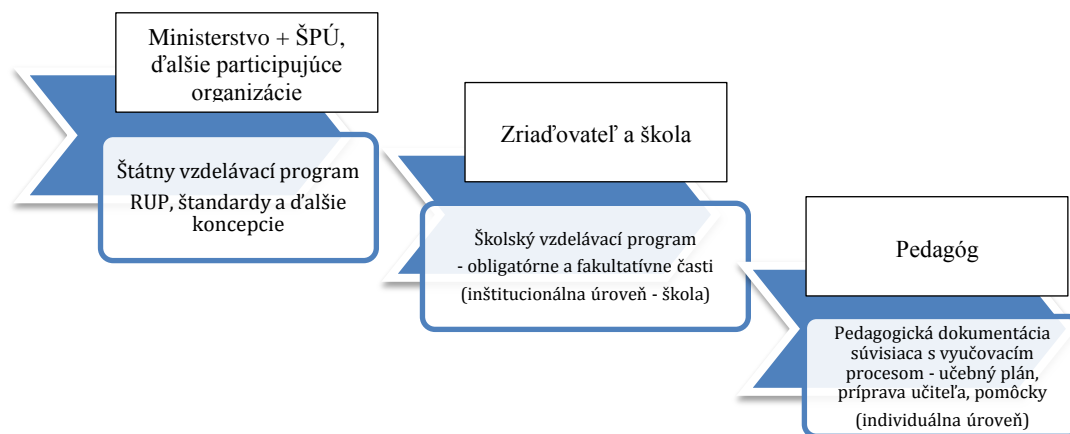 Ministerstvo + ŠPÚ,
ďalšie participujúce
organizácie
Štátny vzdelávací program
RUP, štandardy a ďalšie
koncepcie
Zriaďovateľ a škola
Školský vzdelávací program
- obligatórne a fakultatívne časti
(inštitucionálna úroveň - škola)
Pedagóg
Pedagogická dokumentácia
súvisiaca s vyučovacím
procesom - učebný plán,
príprava učiteľa, pomôcky
(individuálna úroveň)